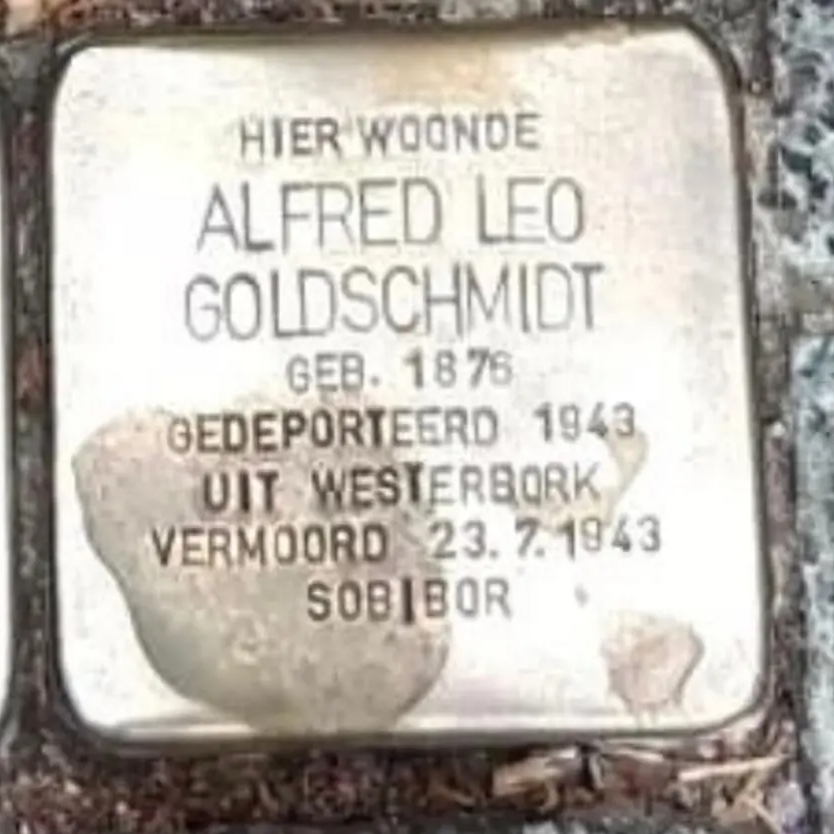 HIER WOONDE
ALFRED LEO
GOLDSCHMIDT
GEB. 1876
GEDEPORTEERD 1943
UIT WESTERBORK
VERMOORD 23.7.1943
SOBIBOR